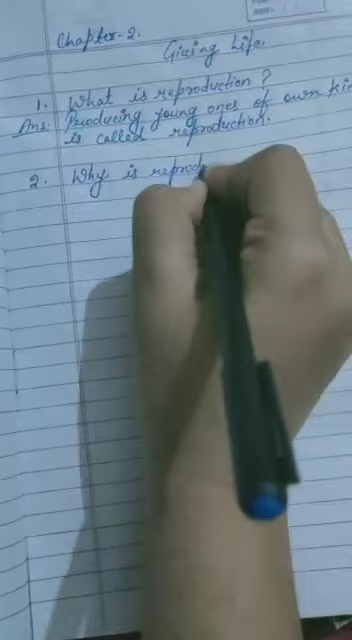 Chapter-2.
Giving Life.
1. What is reproduction?
Ans: Producing young ones of own kin
is called reproduction.
2. Why is reprod